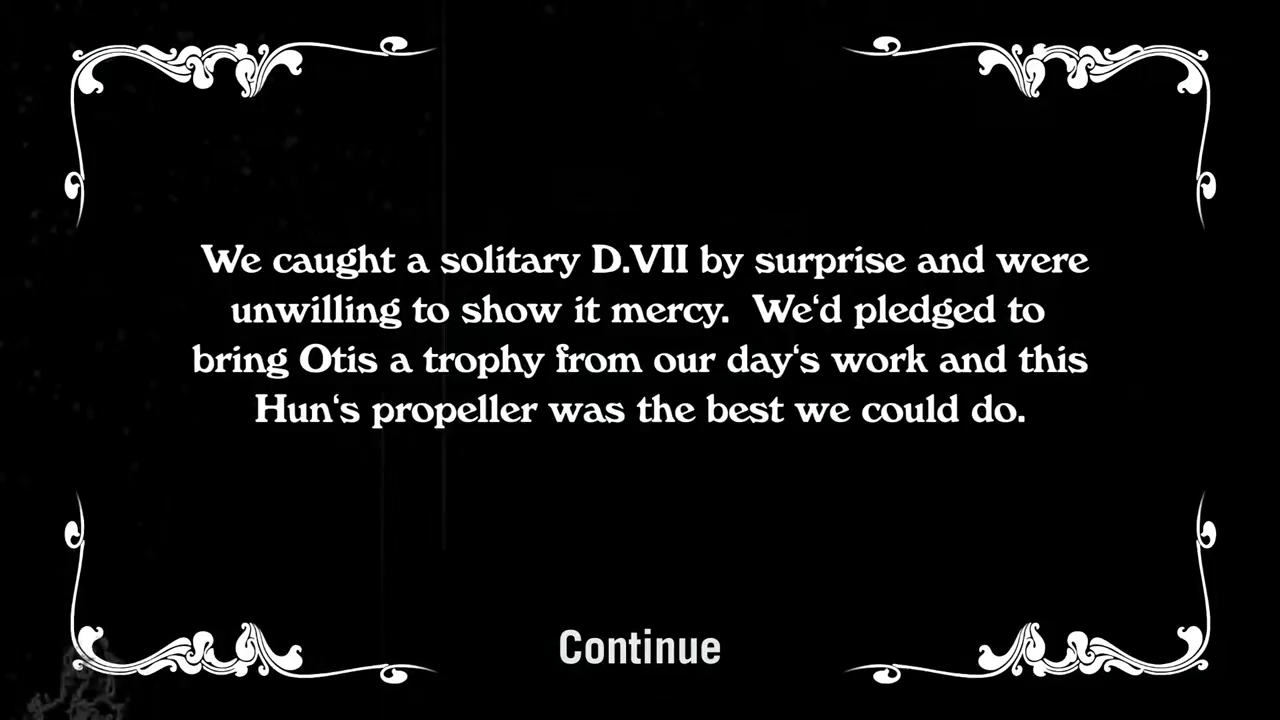 We caught a solitary D.VII by surprise and were
unwilling to show it mercy.  We‘d pledged to
bring Otis a trophy from our day‘s work and this
Hun‘s propeller was the best we could do.
Continue